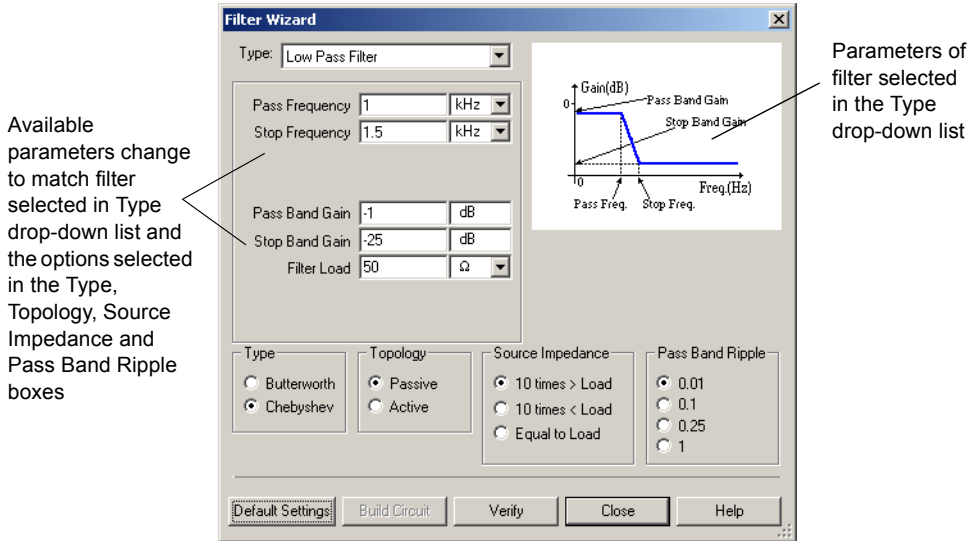 Filter Wizard
Type: Low Pass Filter
Pass Frequency 1 kHz
Stop Frequency 1.5 kHz
Pass Band Gain -1 dB
Stop Band Gain -25 dB
Filter Load 50 Ω
Gain(dB)
0
Pass Band Gain
Stop Band Gain
0
Freq.(Hz)
Pass Freq. Stop Freq.
Available
parameters change
to match filter
selected in Type
drop-down list and
the options selected
in the Type,
Topology, Source
Impedance and
Pass Band Ripple
boxes
Parameters of
filter selected
in the Type
drop-down list
Type
Butterworth
Chebyshev
Topology
Passive
Active
Source Impedance
10 times > Load
10 times < Load
Equal to Load
Pass Band Ripple
0.01
0.1
0.25
1
Default Settings Build Circuit Verify Close Help